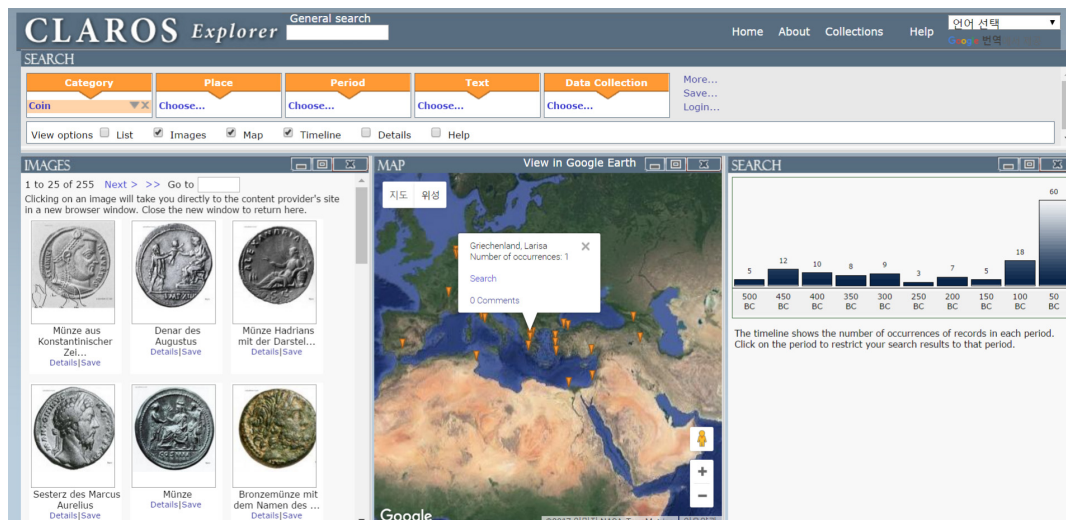 CLAROS Explorer
General search
Home About Collections Help
언어 선택
번역
SEARCH
Category Place Period Text Data Collection
Coin Choose... Choose... Choose... Choose...
More...
Save...
Login...
View options List Images Map Timeline Details Help
IMAGES
1 to 25 of 255 Next > >> Go to
Clicking on an image will take you directly to the content provider's site
in a new browser window. Close the new window to return here.
Münze aus
Konstantinischer
Zei...
Details|Save
Denar des
Augustus
Details|Save
Münze Hadrians
mit der Darstel...
Details|Save
Sesterz des Marcus
Aurelius
Details|Save
Münze
Details|Save
Bronzemünze mit
dem Namen des ...
Details|Save
MAP
View in Google Earth
지도 위성
Griechenland, Larisa
Number of occurrences: 1
Search
0 Comments
Google
SEARCH
5 12 10 8 9 3 7 5 18 60
500 450 400 350 300 250 200 150 100 50
BC BC BC BC BC BC BC BC BC BC
The timeline shows the number of occurrences of records in each period.
Click on the period to restrict your search results to that period.